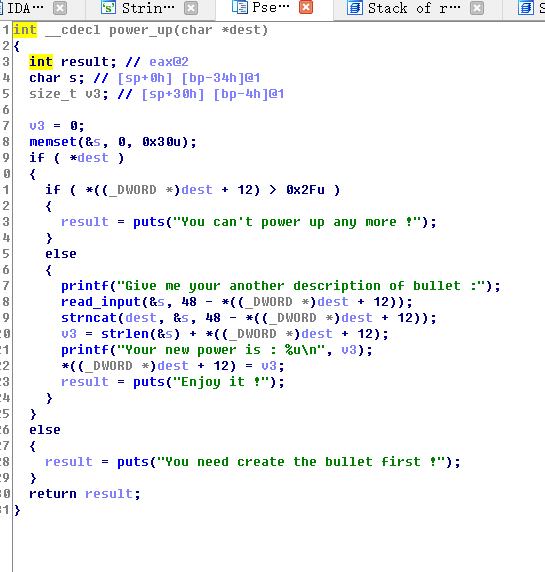 IDA… Strin… Pse… Stack of r… S
1 int __cdecl power_up(char *dest)
2 {
3 int result; // eax@2
4 char s; // [sp+0h] [bp-34h]@1
5 size_t v3; // [sp+30h] [bp-4h]@1
6
7 v3 = 0;
8 memset(&s, 0, 0x30u);
9 if ( *dest )
0 {
1 if ( *((_DWORD *)dest + 12) > 0x2Fu )
2 {
3 result = puts("You can't power up any more !");
4 }
5 else
6 {
7 printf("Give me your another description of bullet :");
8 read_input(&s, 48 - *((_DWORD *)dest + 12));
9 strncat(dest, &s, 48 - *((_DWORD *)dest + 12));
20 v3 = strlen(&s) + *((_DWORD *)dest + 12);
21 printf("Your new power is : %u\n", v3);
22 *((_DWORD *)dest + 12) = v3;
23 result = puts("Enjoy it !");
24 }
25 }
26 else
27 {
28 result = puts("You need create the bullet first !");
29 }
30 return result;
31 }